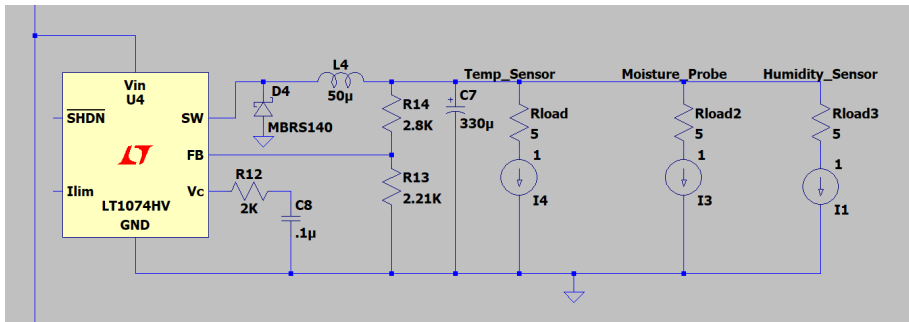 L4
Temp_Sensor
Moisture_Probe
Humidity_Sensor
Vin
U4
D4
50µ
R14
C7
Rload
Rload2
Rload3
SHDN
SW
MBRS140
2.8K
+
330µ
5
5
5
FB
1
1
1
R12
R13
Ilim
Vc
2.21K
I4
I3
I1
LT1074HV
2K
C8
GND
.1µ